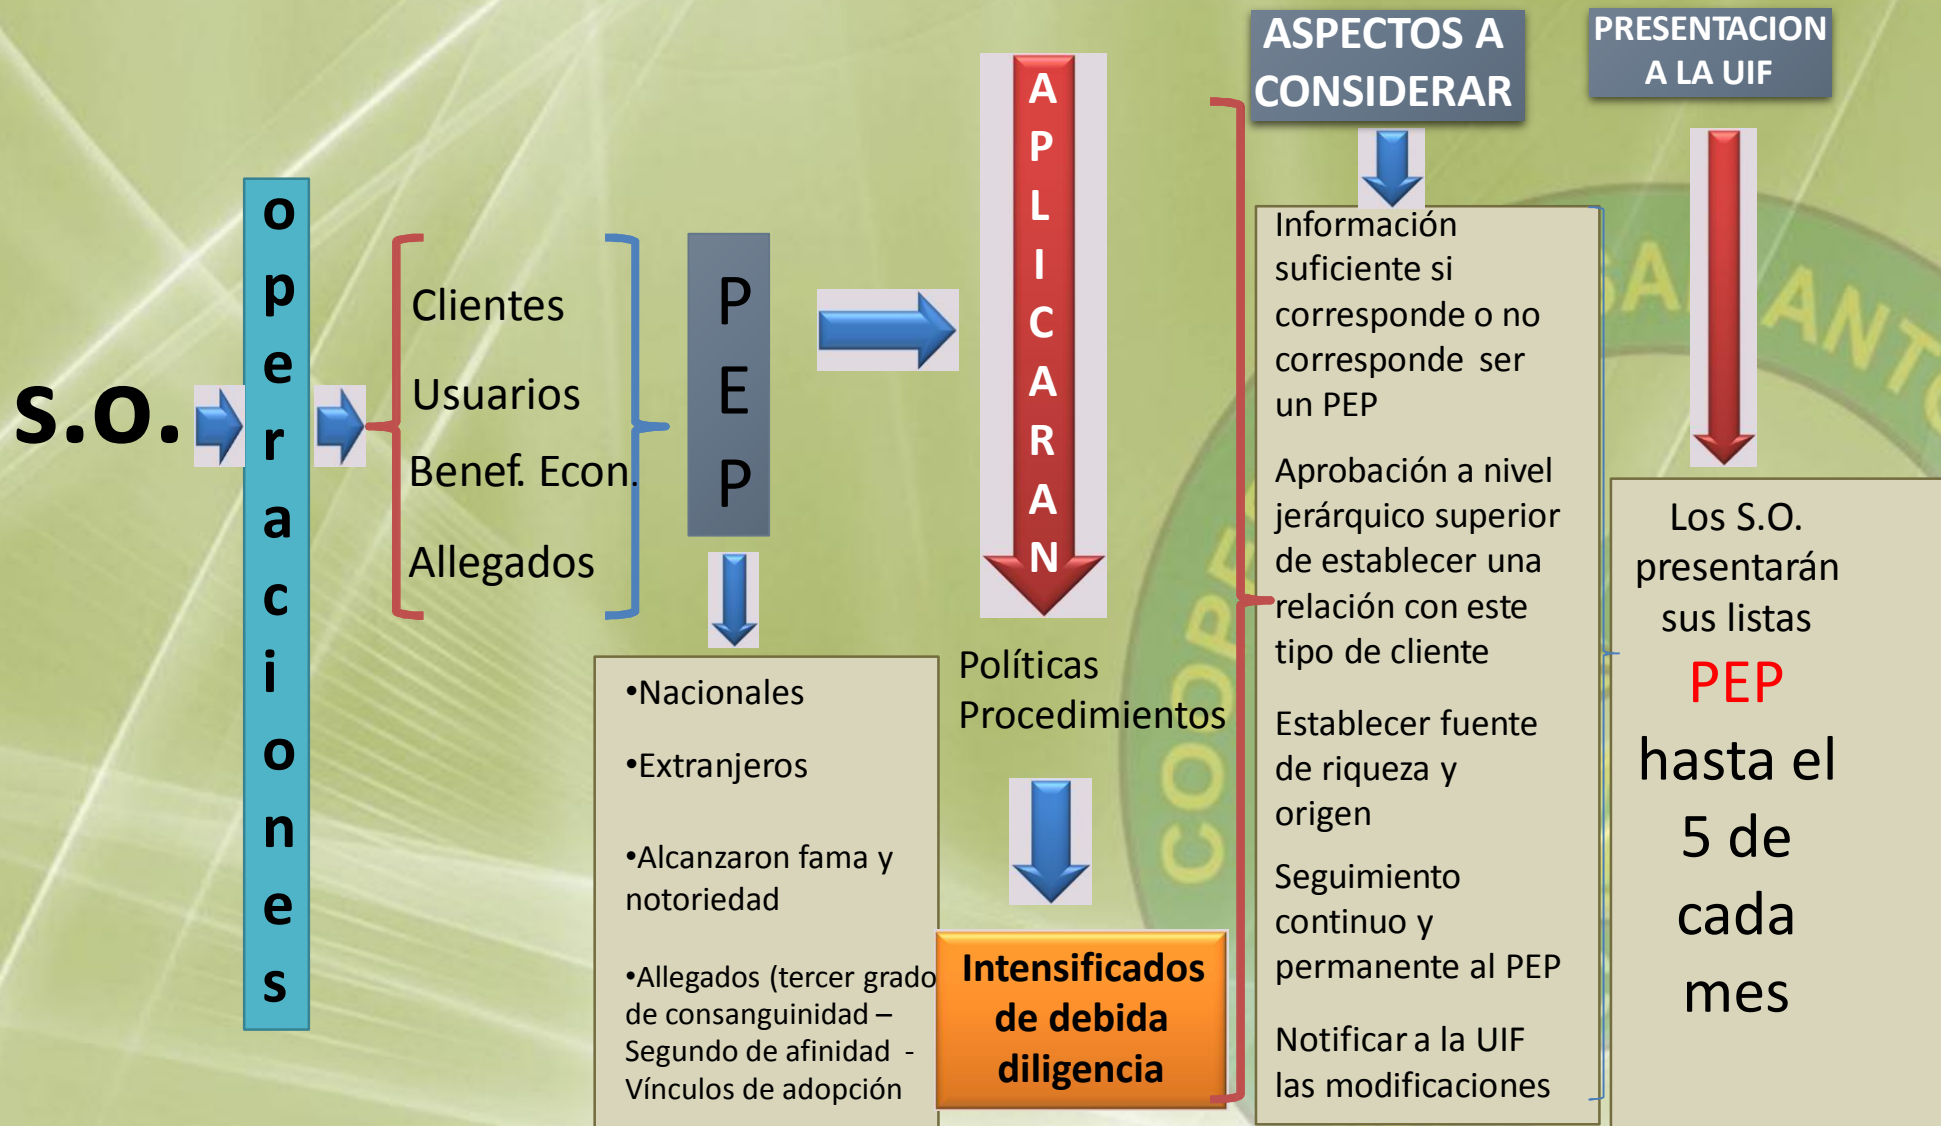 s.o.
operaciones
Clientes
Usuarios
Benef. Econ.
Allegados
PEP
•Nacionales
•Extranjeros
•Alcanzaron fama y
notoriedad
•Allegados (tercer grado
de consanguinidad –
Segundo de afinidad -
Vínculos de adopción
APLICARAN
Políticas
Procedimientos
Intensificados
de debida
diligencia
ASPECTOS A
CONSIDERAR
Información
suficiente si
corresponde o no
corresponde ser
un PEP
Aprobación a nivel
jerárquico superior
de establecer una
relación con este
tipo de cliente
Establecer fuente
de riqueza y
origen
Seguimiento
continuo y
permanente al PEP
Notificar a la UIF
las modificaciones
PRESENTACION
A LA UIF
Los S.O.
presentarán
sus listas
PEP
hasta el
5 de
cada
mes